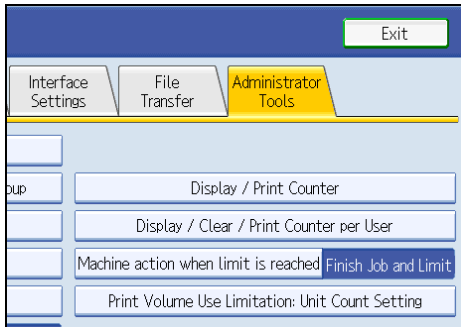 Exit
Interface
Settings
File
Transfer
Administrator
Tools
Display / Print Counter
Display / Clear / Print Counter per User
Machine action when limit is reached Finish Job and Limit
Print Volume Use Limitation: Unit Count Setting